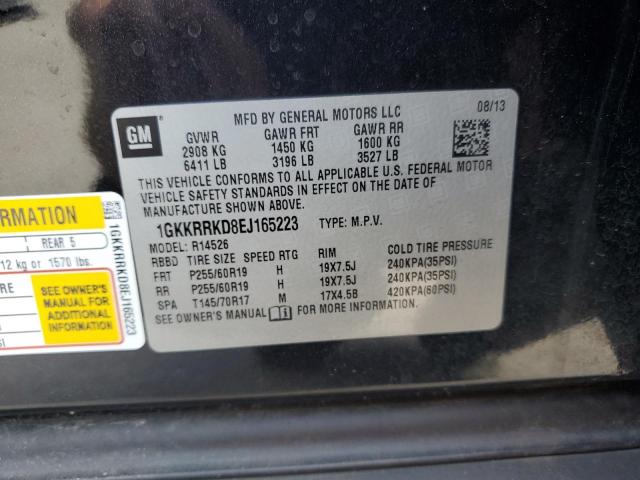 GM
MFD BY GENERAL MOTORS LLC 08/13
GVWR GAWR FRT GAWR RR
2908 KG 1450 KG 1600 KG
6411 LB 3196 LB 3527 LB
THIS VEHICLE CONFORMS TO ALL APPLICABLE U.S. FEDERAL MOTOR
VEHICLE SAFETY STANDARDS IN EFFECT ON THE DATE OF
MANUFACTURE SHOWN ABOVE.
1GKKRRKD8EJ165223 TYPE: M.P.V.
MODEL: R14526
RBBD TIRE SIZE SPEED RTG RIM COLD TIRE PRESSURE
FRT P255/60R19 H 19X7.5J 240KPA(35PSI)
RR P255/60R19 H 19X7.5J 240KPA(35PSI)
SPA T145/70R17 M 17X4.5B 420KPA(60PSI)
SEE OWNER'S MANUAL i FOR MORE INFORMATION.
REAR 5
12 kg or 1570 lbs.
SEE OWNER'S
MANUAL FOR
ADDITIONAL
INFORMATION
1GKKRRKD8EJ165223